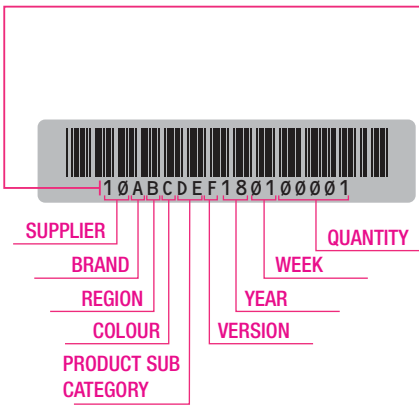 10ABCDEF180100001
SUPPLIER
QUANTITY
BRAND
WEEK
REGION
YEAR
COLOUR
VERSION
PRODUCT SUB
CATEGORY